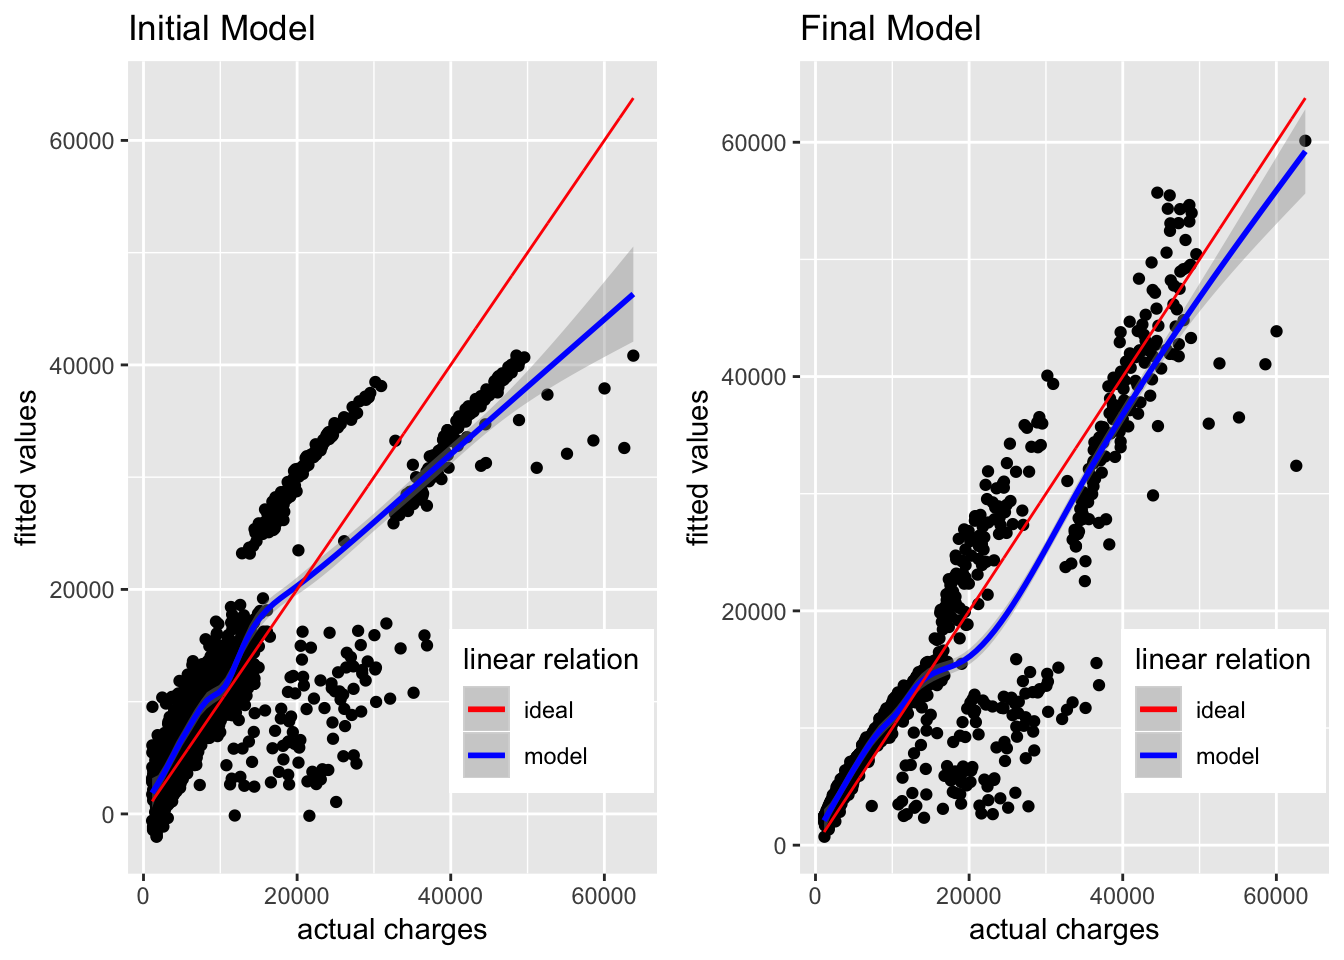 Initial Model
60000
40000
20000
0
fitted values
0 20000 40000 60000
actual charges
linear relation
ideal
model
Final Model
60000
40000
20000
0
fitted values
0 20000 40000 60000
actual charges
linear relation
ideal
model